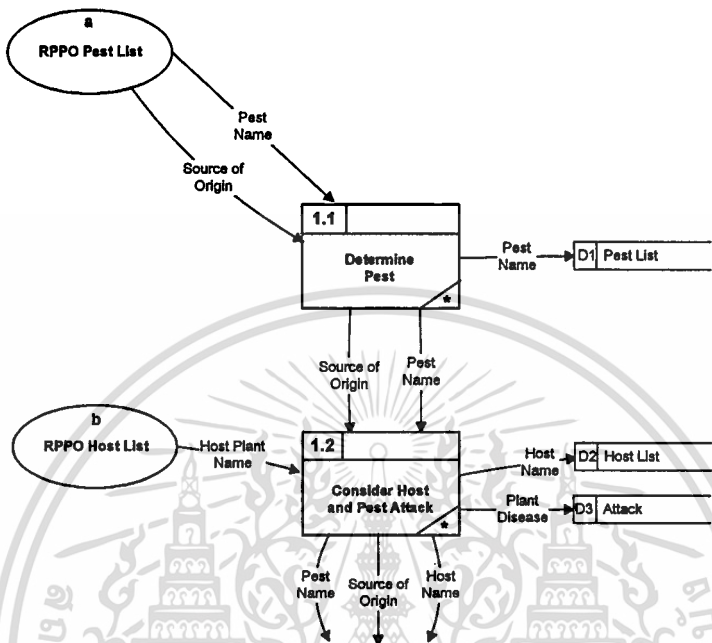 a
RPPO Pest List
Pest
Name
Source of
Origin
1.1
Determine
Pest
*
Pest
Name
D1 Pest List
Source of
Origin
Pest
Name
b
RPPO Host List
Host Plant
Name
1.2
Consider Host
and Pest Attack
*
Host
Name
D2 Host List
Plant
Disease
D3 Attack
Pest
Name
Source of
Origin
Host
Name